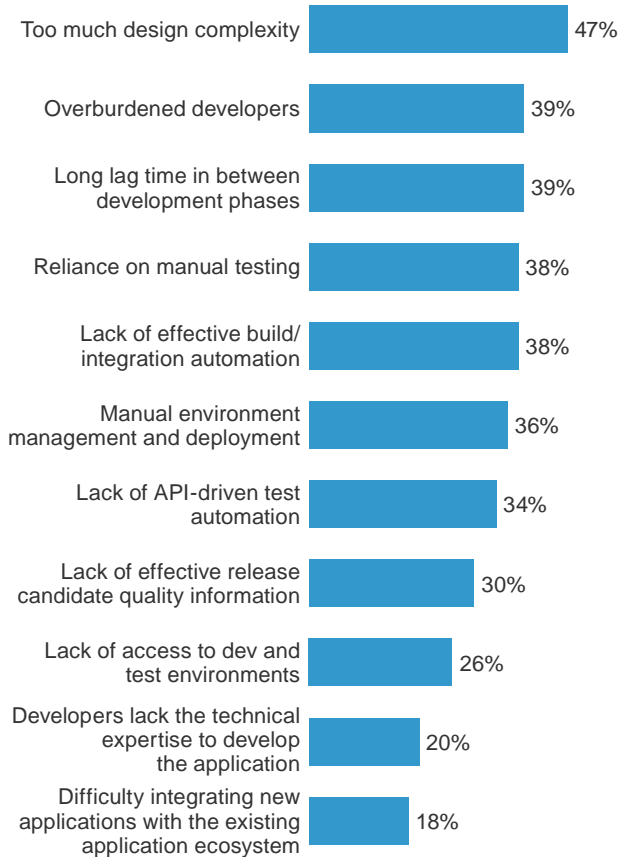 Too much design complexity
47%
Overburdened developers
39%
Long lag time in between
development phases
39%
Reliance on manual testing
38%
Lack of effective build/
integration automation
38%
Manual environment
management and deployment
36%
Lack of API-driven test
automation
34%
Lack of effective release
candidate quality information
30%
Lack of access to dev and
test environments
26%
Developers lack the technical
expertise to develop
the application
20%
Difficulty integrating new
applications with the existing
application ecosystem
18%